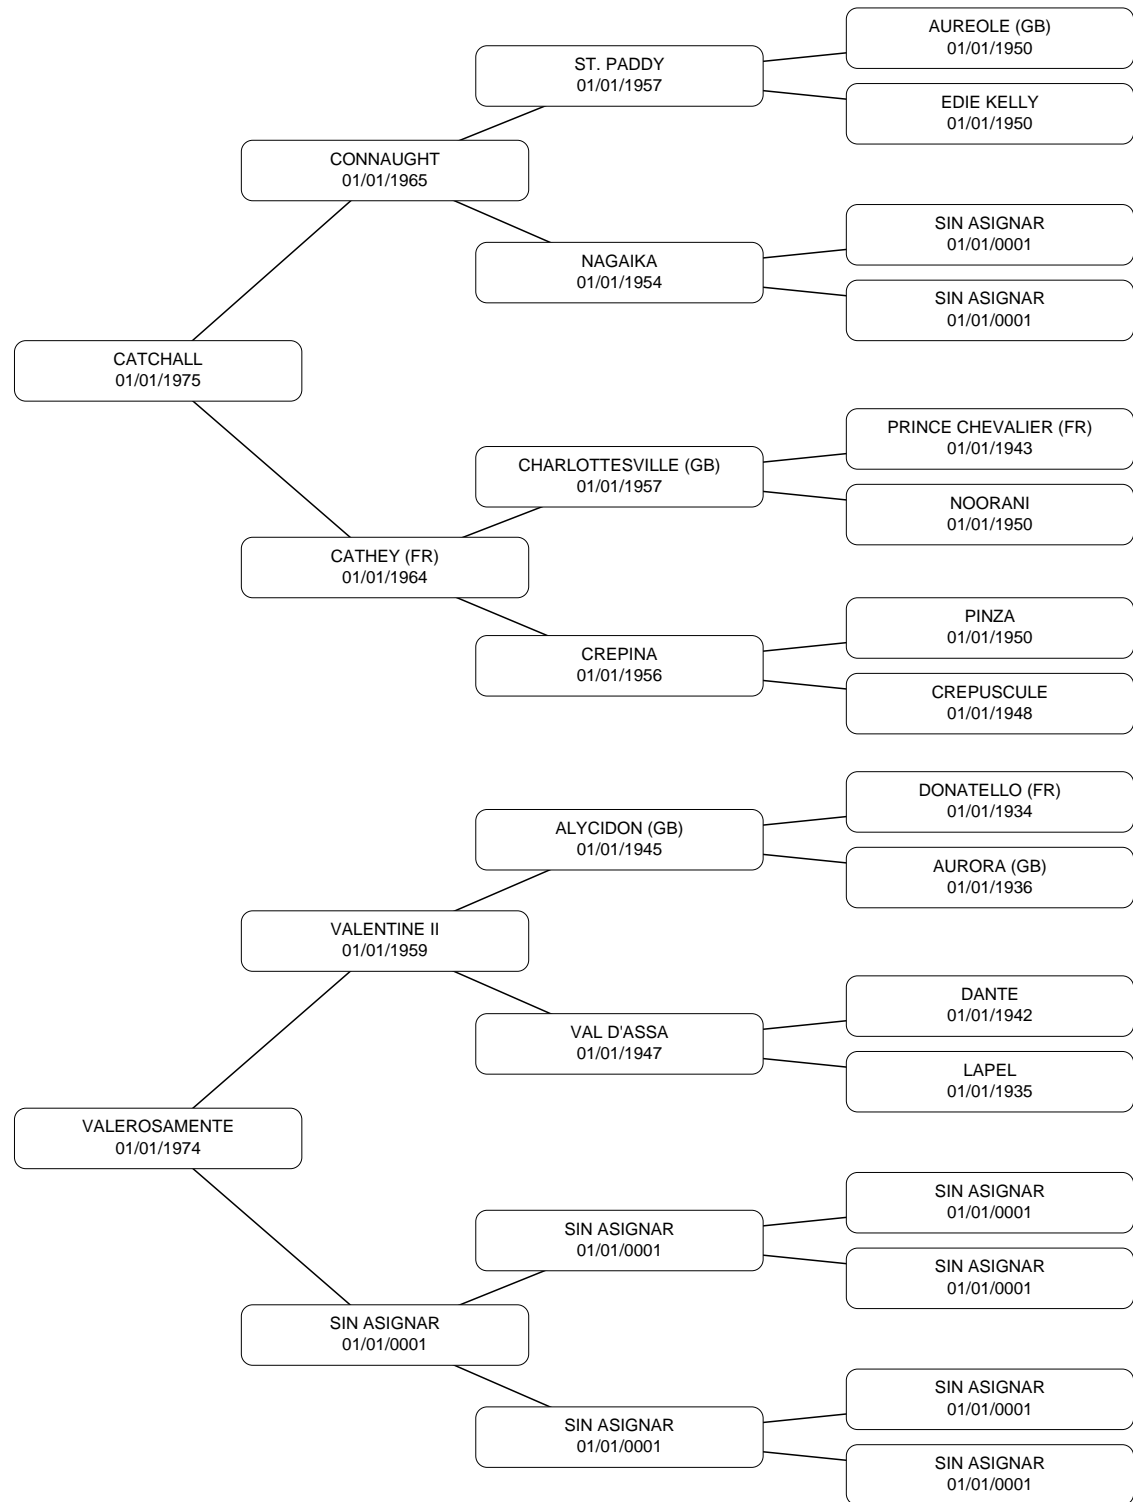 AUREOLE (GB)
01/01/1950
ST. PADDY
01/01/1957
EDIE KELLY
01/01/1950
CONNAUGHT
01/01/1965
SIN ASIGNAR
01/01/0001
NAGAIKA
01/01/1954
SIN ASIGNAR
01/01/0001
CATCHALL
01/01/1975
PRINCE CHEVALIER (FR)
01/01/1943
CHARLOTTESVILLE (GB)
01/01/1957
NOORANI
01/01/1950
CATHEY (FR)
01/01/1964
PINZA
01/01/1950
CREPINA
01/01/1956
CREPUSCULE
01/01/1948
DONATELLO (FR)
01/01/1934
ALYCIDON (GB)
01/01/1945
AURORA (GB)
01/01/1936
VALENTINE II
01/01/1959
DANTE
01/01/1942
VAL D'ASSA
01/01/1947
LAPEL
01/01/1935
VALEROSAMENTE
01/01/1974
SIN ASIGNAR
01/01/0001
SIN ASIGNAR
01/01/0001
SIN ASIGNAR
01/01/0001
SIN ASIGNAR
01/01/0001
SIN ASIGNAR
01/01/0001
SIN ASIGNAR
01/01/0001
SIN ASIGNAR
01/01/0001